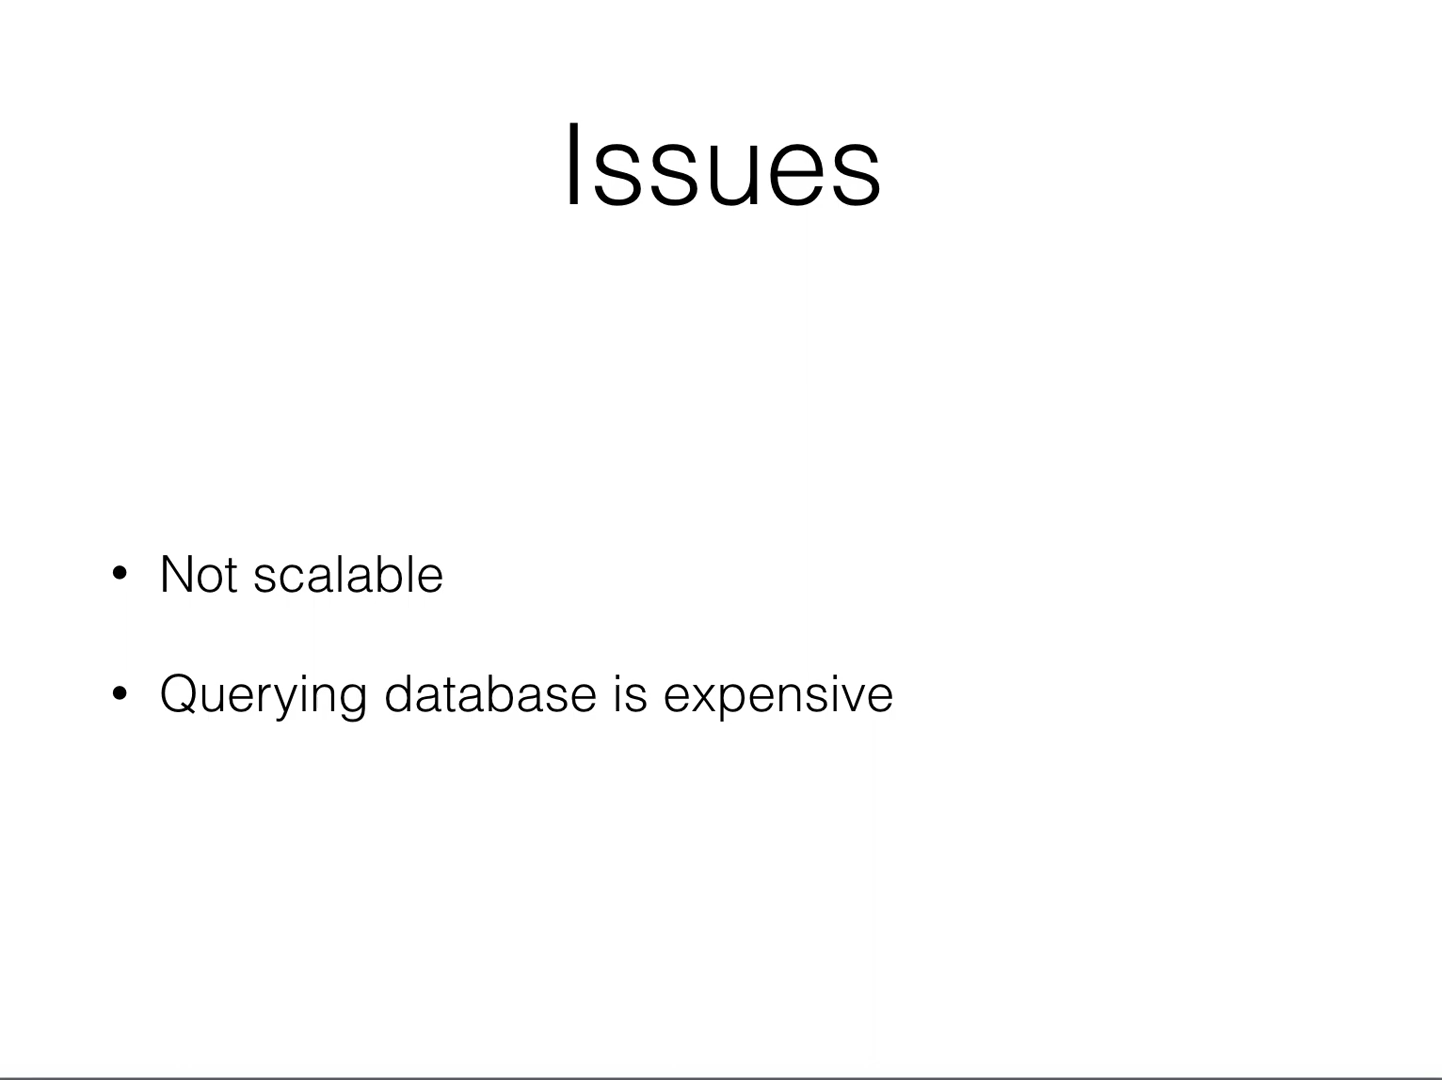 Issues
• Not scalable
• Querying database is expensive